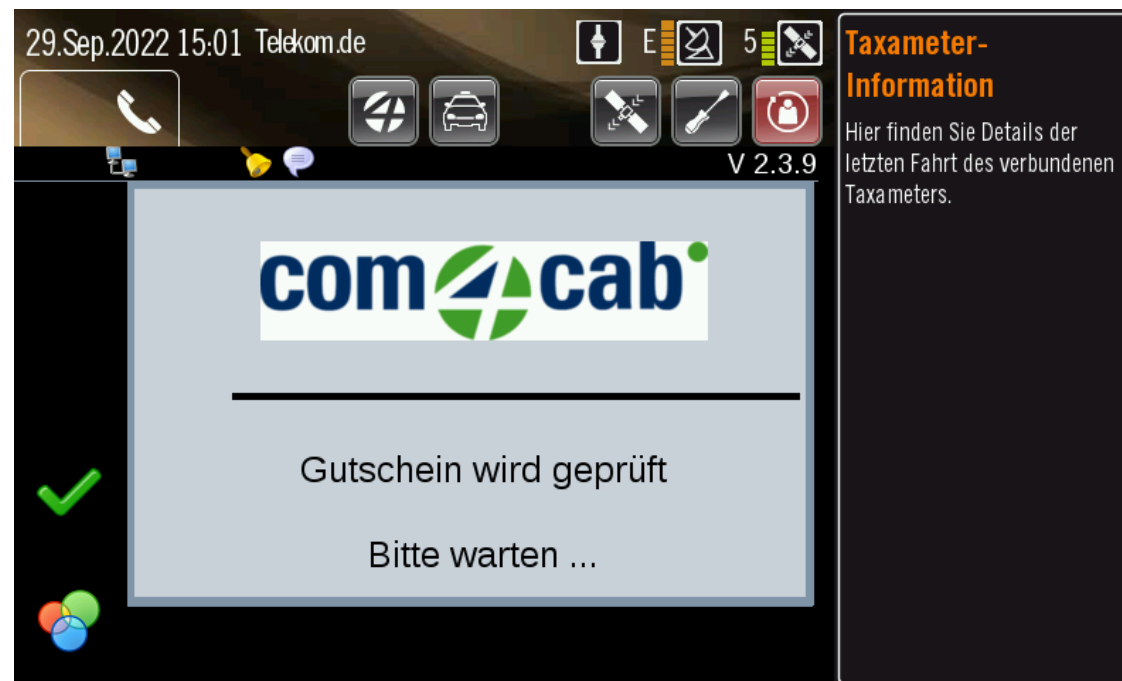 29.Sep.2022 15:01 Telekom.de E 5
V 2.3.9
com4cab
Gutschein wird geprüft
Bitte warten ...
Taxameter-
Information
Hier finden Sie Details der
letzten Fahrt des verbundenen
Taxameters.